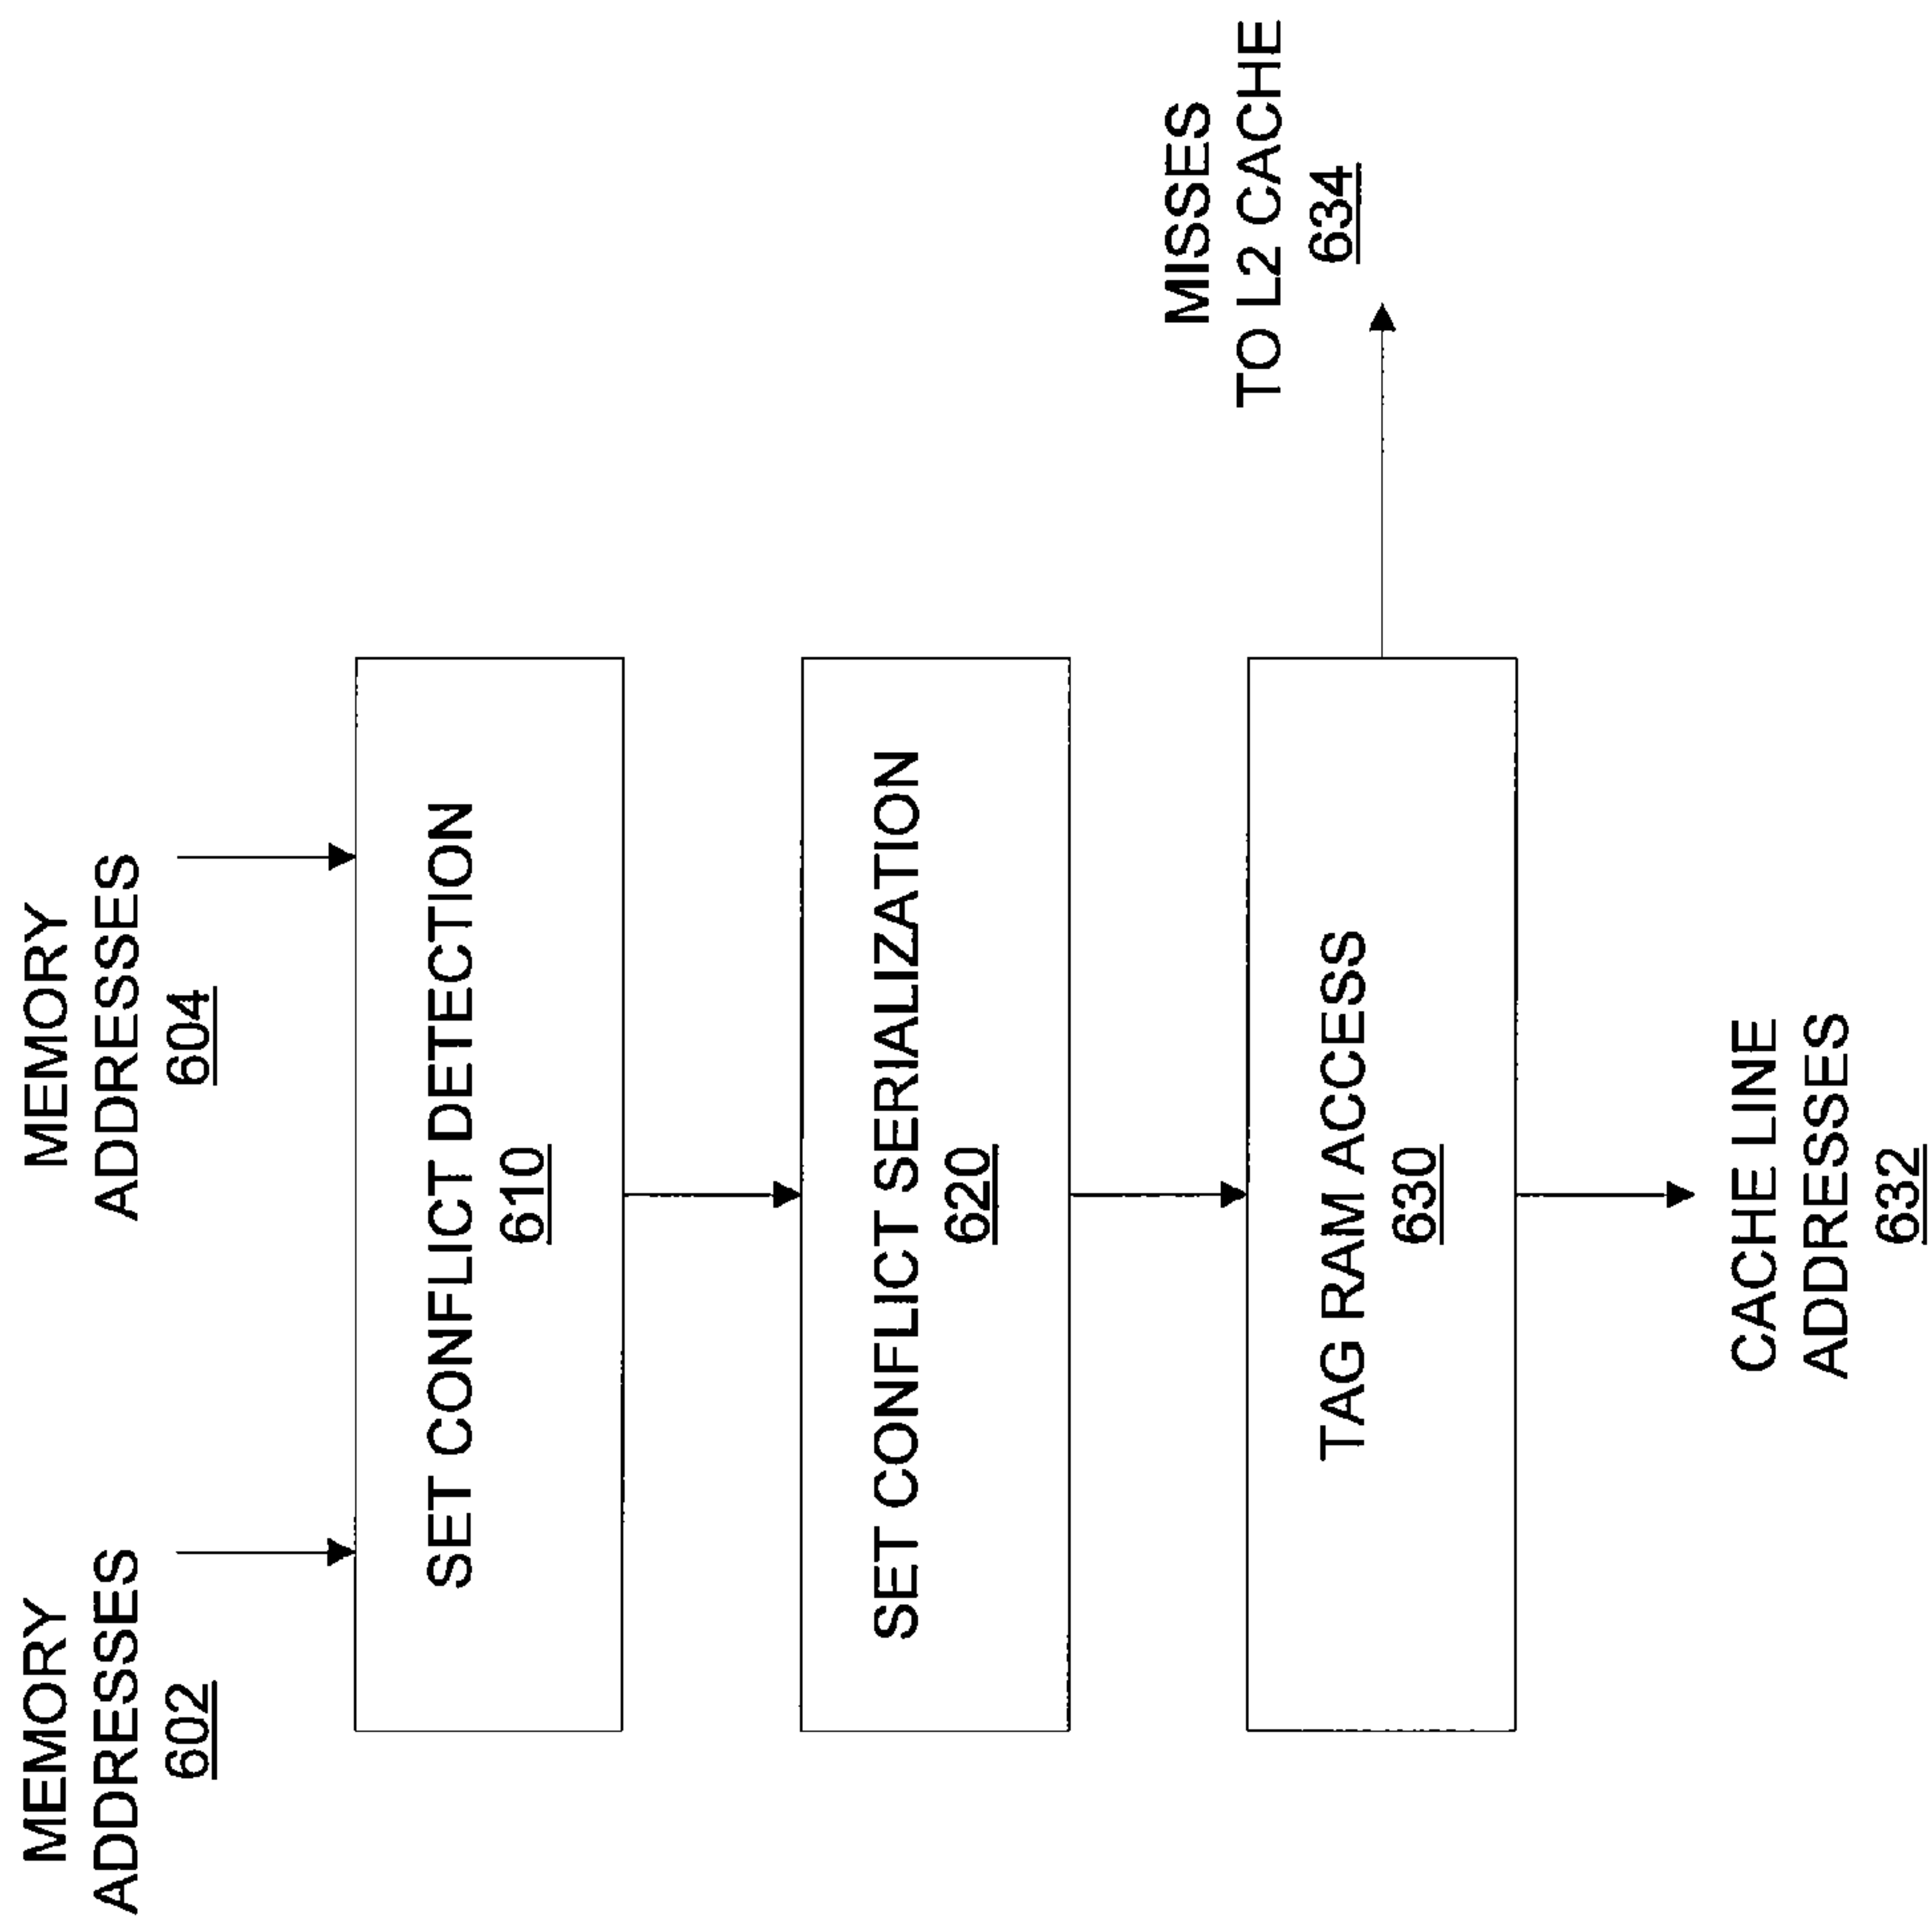 MEMORY
ADDRESSES
602
MEMORY
ADDRESSES
604
SET CONFLICT DETECTION
610
SET CONFLICT SERIALIZATION
620
TAG RAM ACCESS
630
MISSES
TO L2 CACHE
634
CACHE LINE
ADDRESSES
632